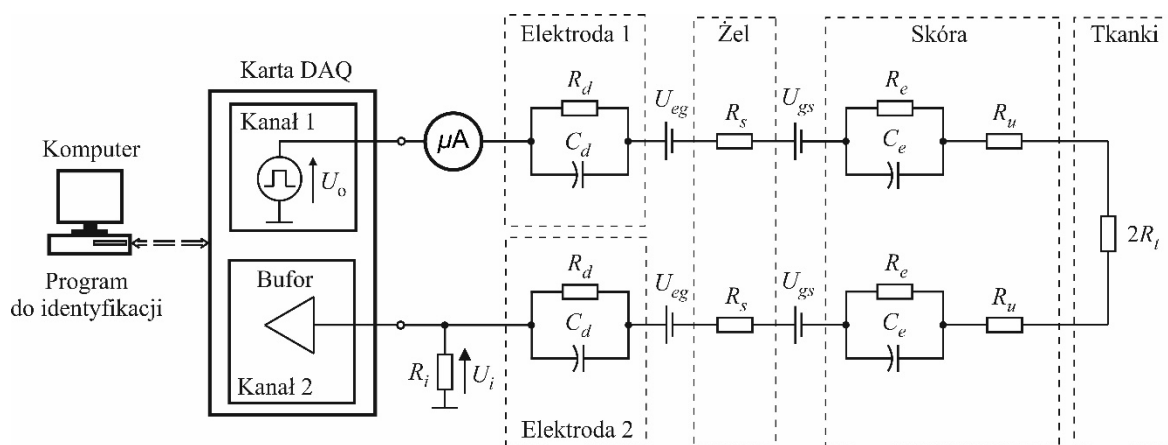 Elektroda 1
Żel
Skóra
Tkanki
Karta DAQ
Kanał 1
Komputer
U_o
µA
R_d
C_d
U_eg
R_s
U_gs
R_e
C_e
R_u
2R_t
Program
do identyfikacji
Bufor
Kanał 2
R_i
U_i
R_d
C_d
U_eg
R_s
U_gs
R_e
C_e
R_u
Elektroda 2